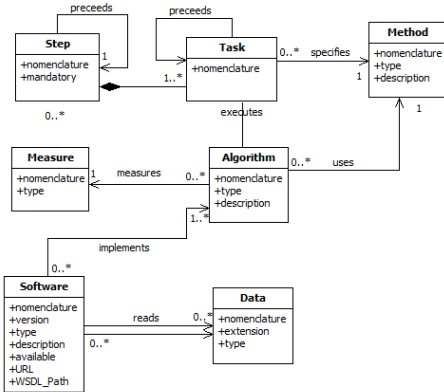 preceeds
preceeds
Step
+nomenclature
+mandatory
1
0..*
Task
+nomenclature
1..*
0..*
specifies
1
Method
+nomenclature
+type
+description
1
executes
Measure
+nomenclature
+type
1
measures
0..*
Algorithm
+nomenclature
+type
+description
0..*
uses
1..*
implements
0..*
Software
+nomenclature
+version
+type
+description
+available
+URL
+WSDL_Path
reads
0..*
0..*
Data
+nomenclature
+extension
+type